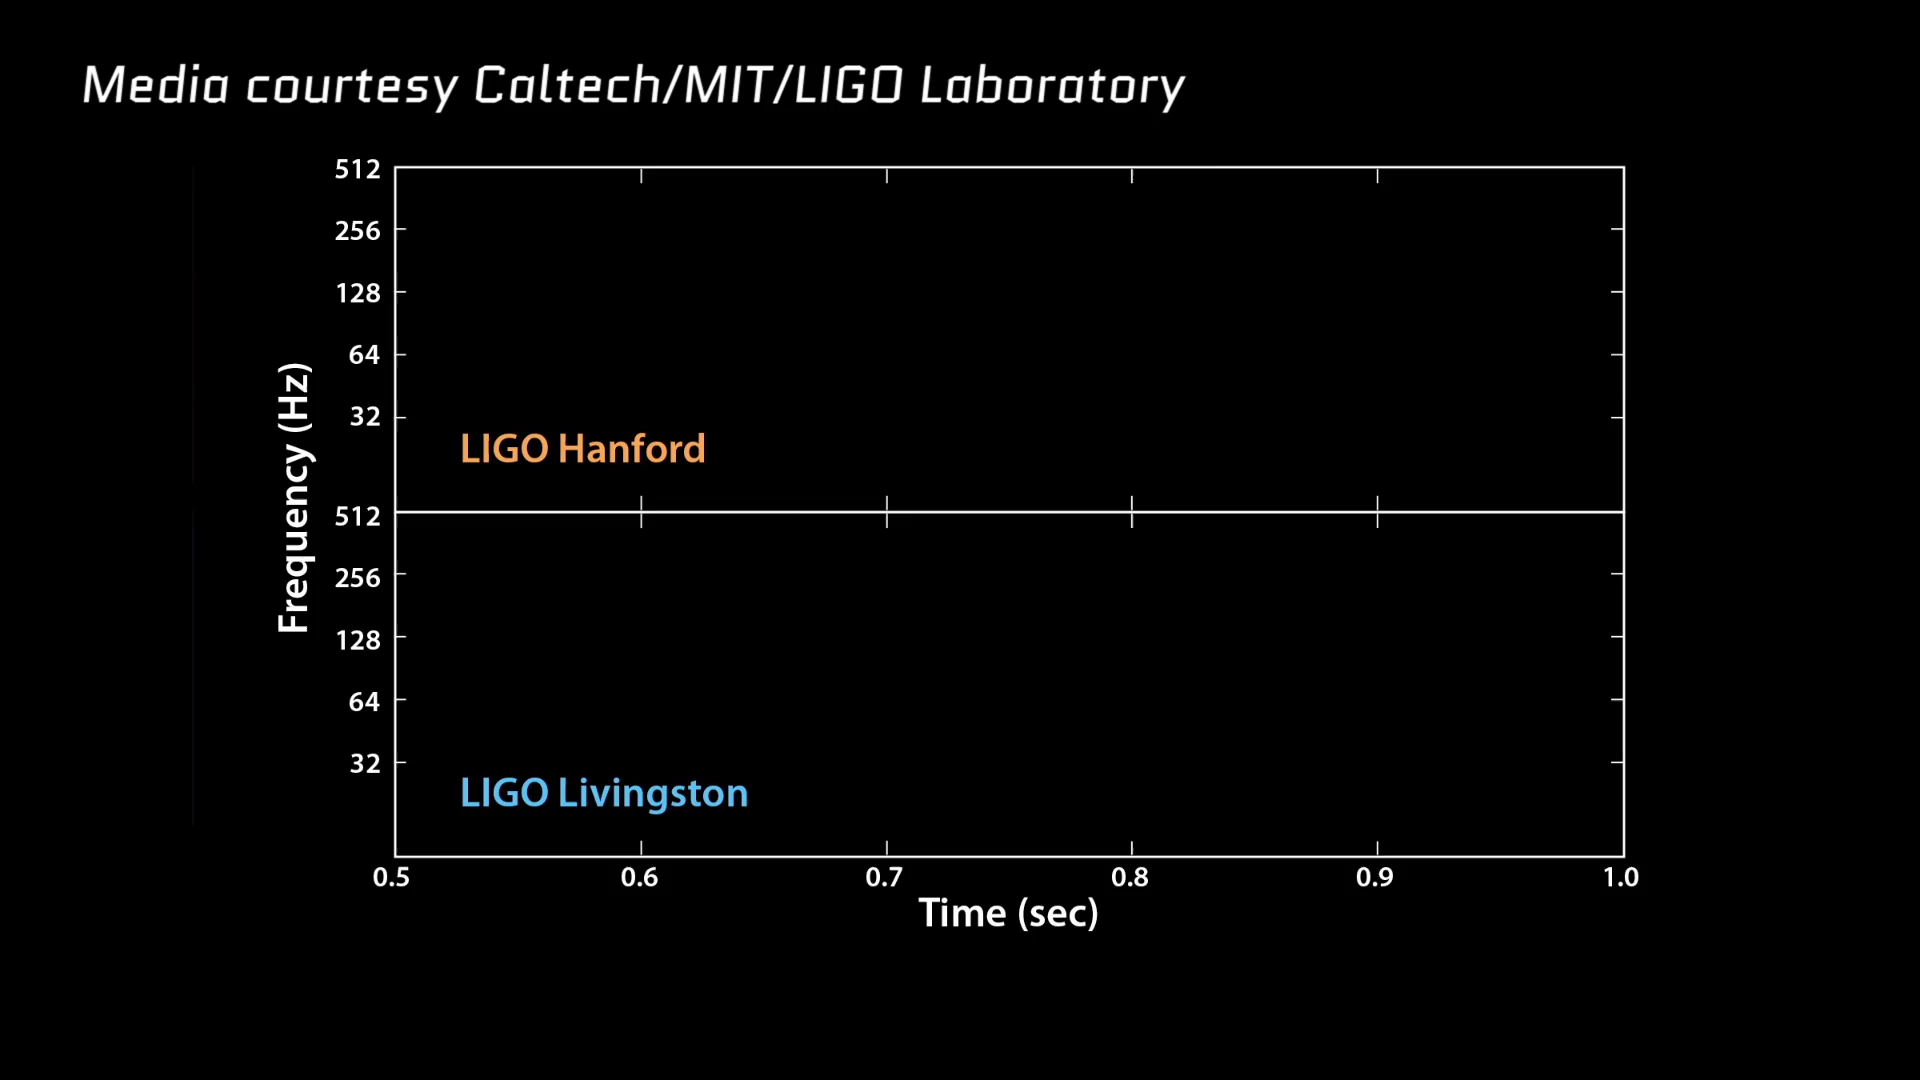 Media courtesy Caltech/MIT/LIGO Laboratory
Frequency (Hz)
512
256
128
64
32
LIGO Hanford
512
256
128
64
32
LIGO Livingston
0.5 0.6 0.7 0.8 0.9 1.0
Time (sec)